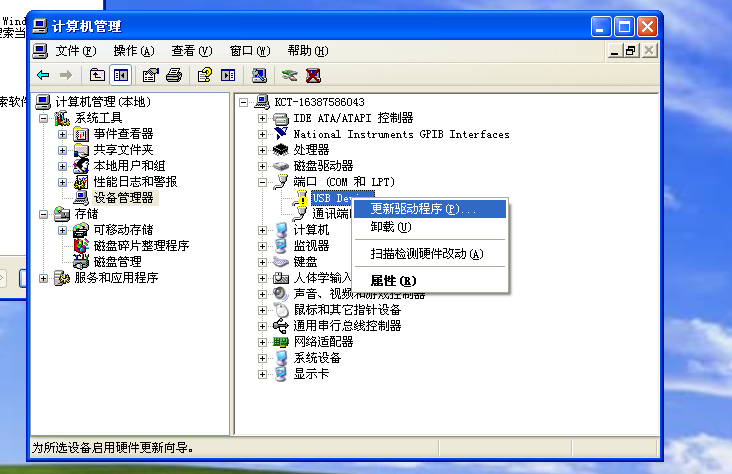 Wind
搜索当
索软件
计算机管理
文件(F) 操作(A) 查看(V) 窗口(W) 帮助(H)
计算机管理(本地)
系统工具
事件查看器
共享文件夹
本地用户和组
性能日志和警报
设备管理器
存储
可移动存储
磁盘碎片整理程序
磁盘管理
服务和应用程序
KCT-16387586043
IDE ATA/ATAPI 控制器
National Instruments GPIB Interfaces
处理器
磁盘驱动器
端口 (COM 和 LPT)
USB Dev
通讯端
计算机
监视器
键盘
人体学输入
声音、视频和游戏控制器
鼠标和其它指针设备
通用串行总线控制器
网络适配器
系统设备
显示卡
更新驱动程序(P)...
卸载(U)
扫描检测硬件改动(A)
属性(R)
为所选设备启用硬件更新向导。